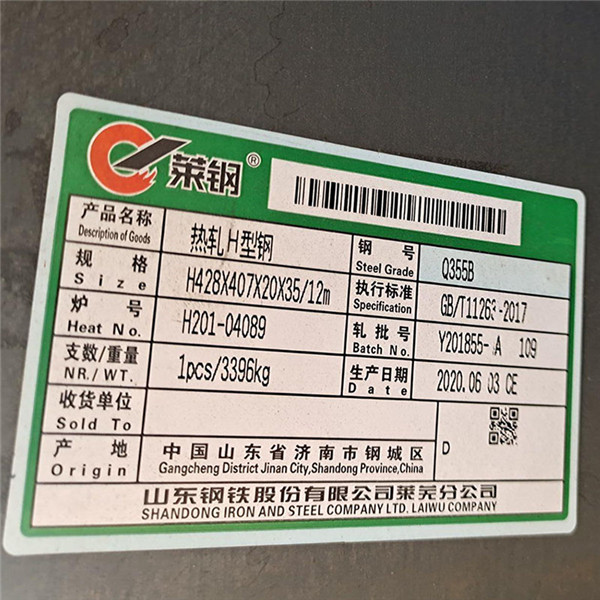 莱钢®
产品名称 热轧H型钢 钢号 Q355B
Description of Goods Steel Grade
规格 H428X407X20X35/12m 执行标准 GB/T11263-2017
Size Specification
炉号 H201-04089 轧批号 Y201855-A 109
Heat No. Batch No.
支数/重量 1pcs/3396kg 生产日期 2020.06 03 CE
NR./WT. Date
收货单位
Sold To
产地 中国山东省济南市钢城区 D
Origin Gangcheng District Jinan City,Shandong Province,China
山东钢铁股份有限公司莱芜分公司
SHANDONG IRON AND STEEL COMPANY LTD. LAIWU COMPANY